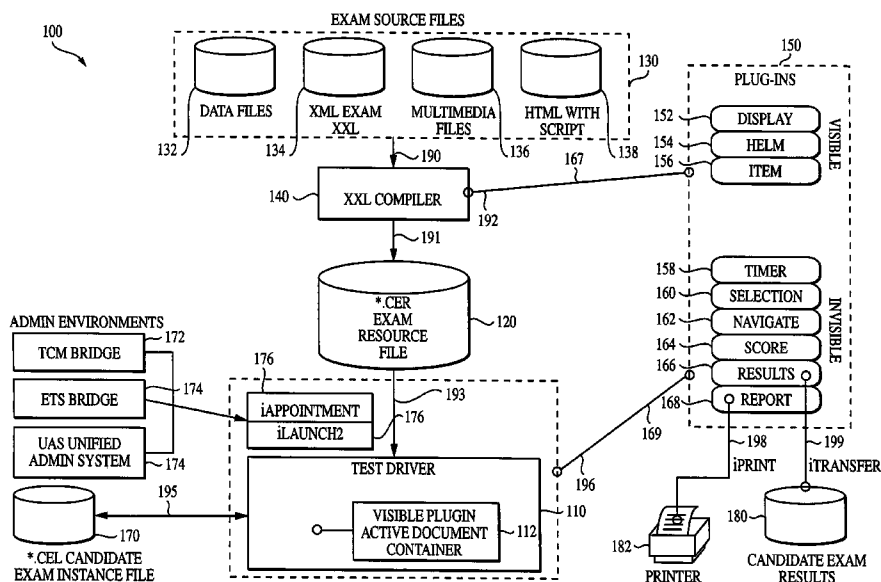 EXAM SOURCE FILES
100
130
DATA FILES
XML EXAM
XXL
MULTIMEDIA
FILES
HTML WITH
SCRIPT
132
134
136
138
190
140
XXL COMPILER
192
167
191
*.CER
EXAM
RESOURCE
FILE
120
150
PLUG-INS
152
DISPLAY
154
HELM
156
ITEM
VISIBLE
158
TIMER
160
SELECTION
162
NAVIGATE
164
SCORE
166
RESULTS
168
REPORT
INVISIBLE
ADMIN ENVIRONMENTS
172
TCM BRIDGE
174
ETS BRIDGE
UAS UNIFIED
ADMIN SYSTEM
174
176
iAPPOINTMENT
iLAUNCH2
176
193
169
196
TEST DRIVER
110
VISIBLE PLUGIN
ACTIVE DOCUMENT
CONTAINER
112
195
170
*.CEL CANDIDATE
EXAM INSTANCE FILE
198
iPRINT
199
iTRANSFER
182
PRINTER
180
CANDIDATE EXAM
RESULTS